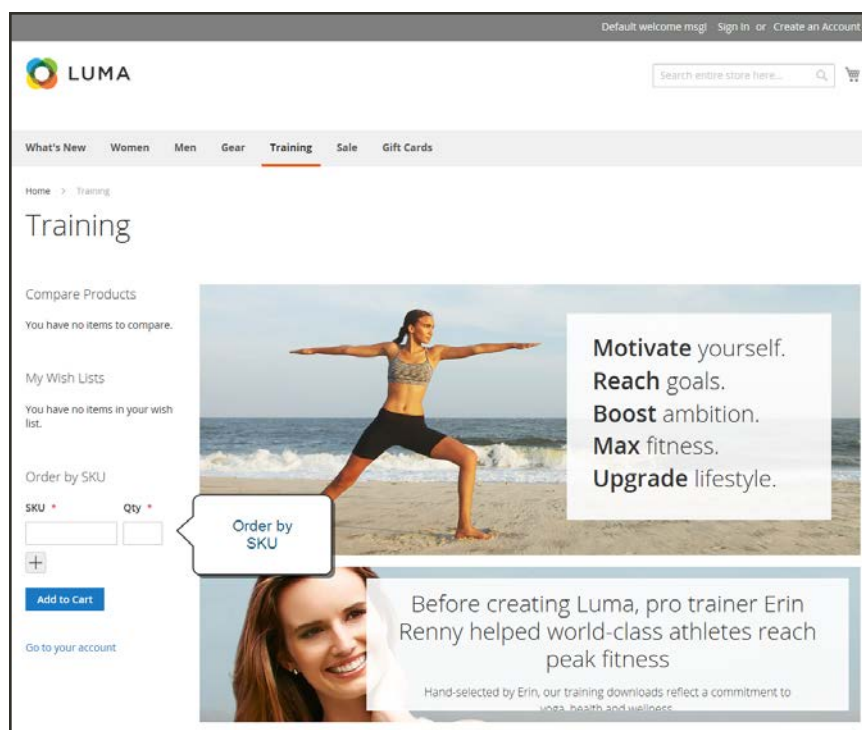 Default welcome msg! Sign In or Create an Account
LUMA
Search entire store here...
What's New Women Men Gear Training Sale Gift Cards
Home > Training
Training
Compare Products
You have no items to compare.
My Wish Lists
You have no items in your wish
list.
Order by SKU
SKU * Qty *
Order by
SKU
Add to Cart
Go to your account
Motivate yourself.
Reach goals.
Boost ambition.
Max fitness.
Upgrade lifestyle.
Before creating Luma, pro trainer Erin
Renny helped world-class athletes reach
peak fitness
Hand-selected by Erin, our training downloads reflect a commitment to
yoga, health and wellness.